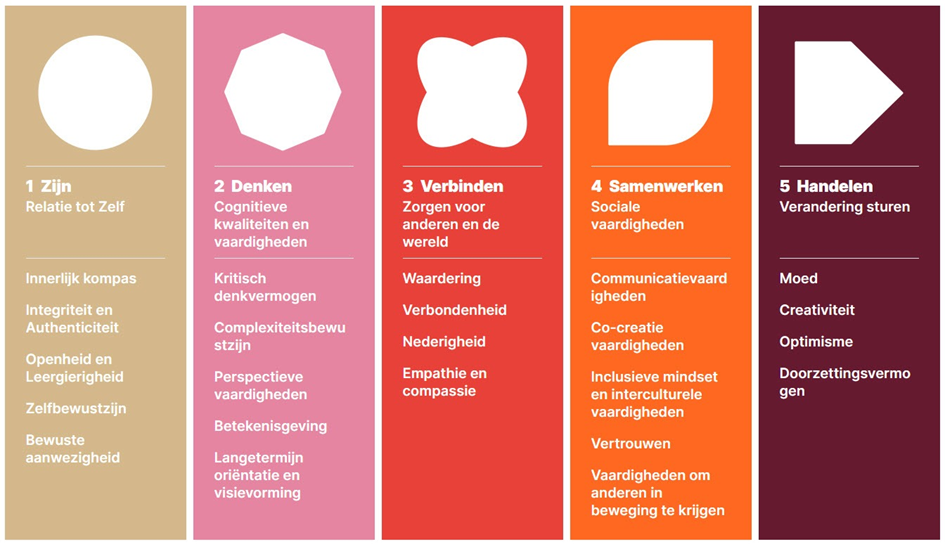 1 Zijn
Relatie tot Zelf
Innerlijk kompas
Integriteit en
Authenticiteit
Openheid en
Leergierigheid
Zelfbewustzijn
Bewuste
aanwezigheid
2 Denken
Cognitieve
kwaliteiten en
vaardigheden
Kritisch
denkvermogen
Complexiteitsbewu
stzijn
Perspectieve
vaardigheden
Betekenisgeving
Langetermijn
oriëntatie en
visievorming
3 Verbinden
Zorgen voor
anderen en de
wereld
Waardering
Verbondenheid
Nederigheid
Empathie en
compassie
4 Samenwerken
Sociale
vaardigheden
Communicatievaard
igheden
Co-creatie
vaardigheden
Inclusieve mindset
en interculturele
vaardigheden
Vertrouwen
Vaardigheden om
anderen in
beweging te krijgen
5 Handelen
Verandering sturen
Moed
Creativiteit
Optimisme
Doorzettingsvermo
gen